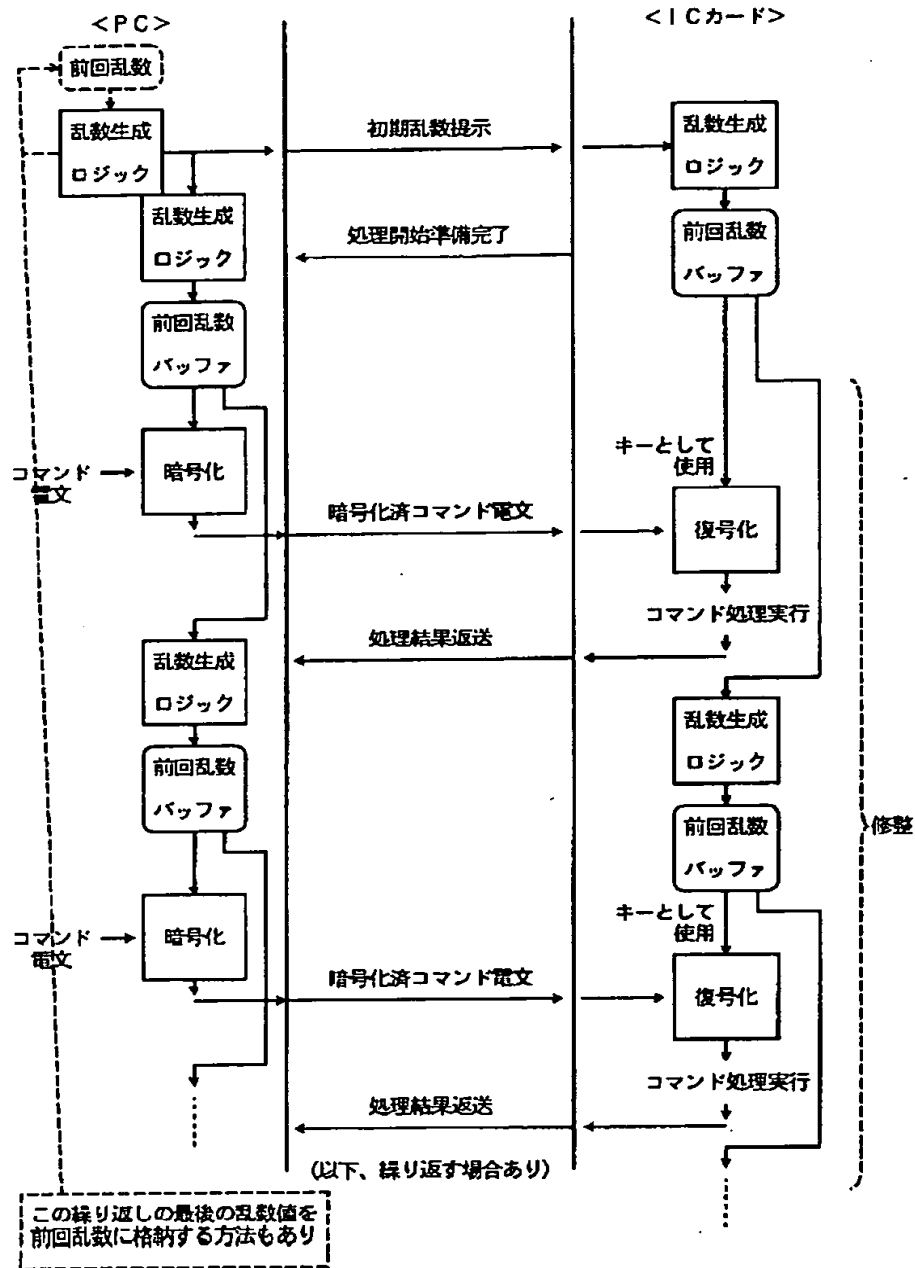 <PC>
<ICカード>
前回乱数
乱数生成
ロジック
初期乱数提示
乱数生成
ロジック
乱数生成
ロジック
処理開始準備完了
前回乱数
バッファ
前回乱数
バッファ
コマンド
電文
暗号化
キーとして
使用
暗号化済コマンド電文
復号化
コマンド処理実行
処理結果返送
乱数生成
ロジック
乱数生成
ロジック
前回乱数
バッファ
前回乱数
バッファ
修整
コマンド
電文
暗号化
キーとして
使用
暗号化済コマンド電文
復号化
コマンド処理実行
処理結果返送
(以下、繰り返す場合あり)
この繰り返しの最後の乱数値を
前回乱数に格納する方法もあり